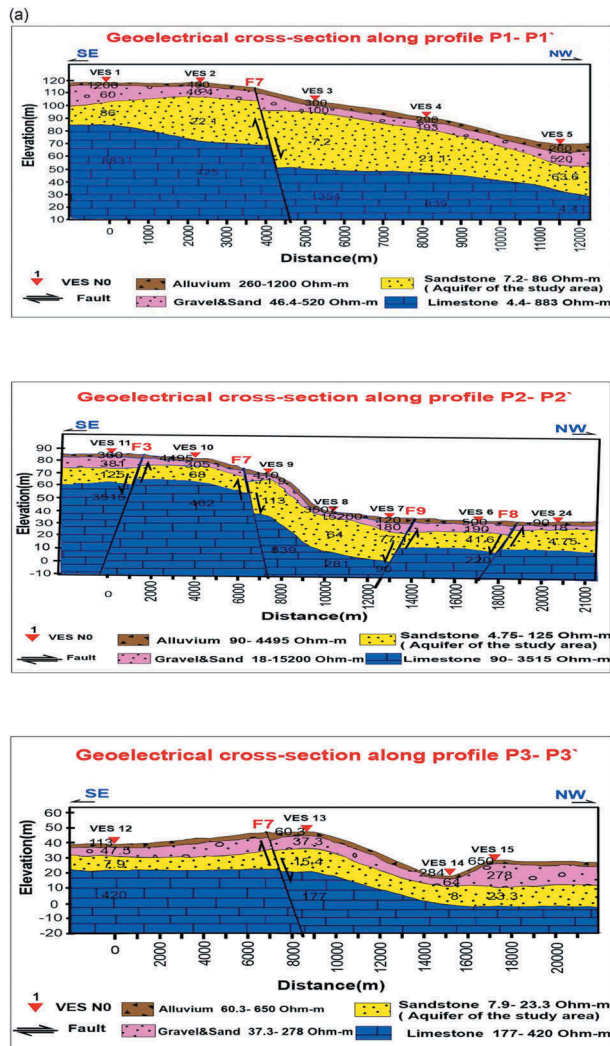 (a)
Geoelectrical cross-section along profile P1- P1`
SE NW
VES 1 VES 2 F7 VES 3 VES 4 VES 5
Elevation(m)
120
110
100
90
80
70
60
50
40
30
20
10
1200 400 300 200 260
60 46.4 100 193 520
86 22.1 7.2 21.1 63.6
883 425 354 839 4.4
0 1000 2000 3000 4000 5000 6000 7000 8000 9000 10000 11000 12000
Distance(m)
1
VES N0 Alluvium 260-1200 Ohm-m Sandstone 7.2- 86 Ohm-m
( Aquifer of the study area)
Fault Gravel&Sand 46.4-520 Ohm-m Limestone 4.4- 883 Ohm-m
Geoelectrical cross-section along profile P2- P2`
SE NW
VES 11 F3 VES 10 F7 VES 9 VES 8 VES 7 F9 VES 6 F8 VES 24
Elevation(m)
90
80
70
60
50
40
30
20
10
0
-10
360 4495 410 120 500 90
381 305 15200 180 190 18
125 68 113 64 41.6 4.75
3515 462 839 281 90 220
0 2000 4000 6000 8000 10000 12000 14000 16000 18000 20000
Distance(m)
1
VES N0 Alluvium 90- 4495 Ohm-m Sandstone 4.75- 125 Ohm-m
( Aquifer of the study area)
Fault Gravel&Sand 18-15200 Ohm-m Limestone 90- 3515 Ohm-m
Geoelectrical cross-section along profile P3- P3`
SE NW
VES 12 F7 VES 13 VES 14 VES 15
Elevation(m)
60
50
40
30
20
10
0
-10
-20
113 60.3 284 650
47.5 37.3 64 278
7.9 15.4 8 23.3
420 177
0 2000 4000 6000 8000 10000 12000 14000 16000 18000 20000
Distance(m)
1
VES N0 Alluvium 60.3- 650 Ohm-m Sandstone 7.9- 23.3 Ohm-m
(Aquifer of the study area)
Fault Gravel&Sand 37.3- 278 Ohm-m Limestone 177- 420 Ohm-m